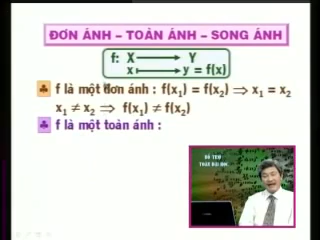 ĐƠN ÁNH – TOÀN ÁNH – SONG ÁNH
f: X ⟶ Y
x ⟼ y = f(x)
f là một đơn ánh : f(x₁) = f(x₂) ⇒ x₁ = x₂
x₁ ≠ x₂ ⇒ f(x₁) ≠ f(x₂)
f là một toàn ánh :